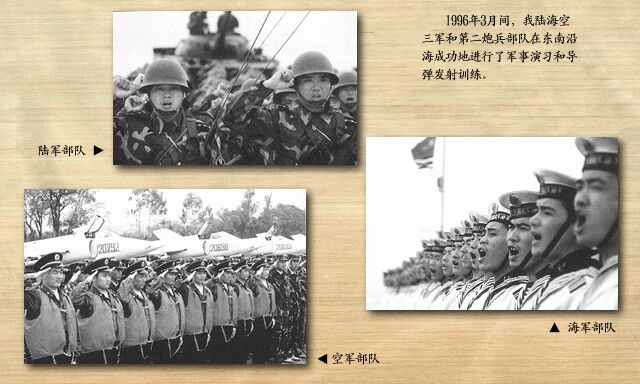 1996年3月间，我陆海空
三军和第二炮兵部队在东南沿
海成功地进行了军事演习和导
弹发射训练。
陆军部队 ▶
▲ 海军部队
◀ 空军部队
20792
20698